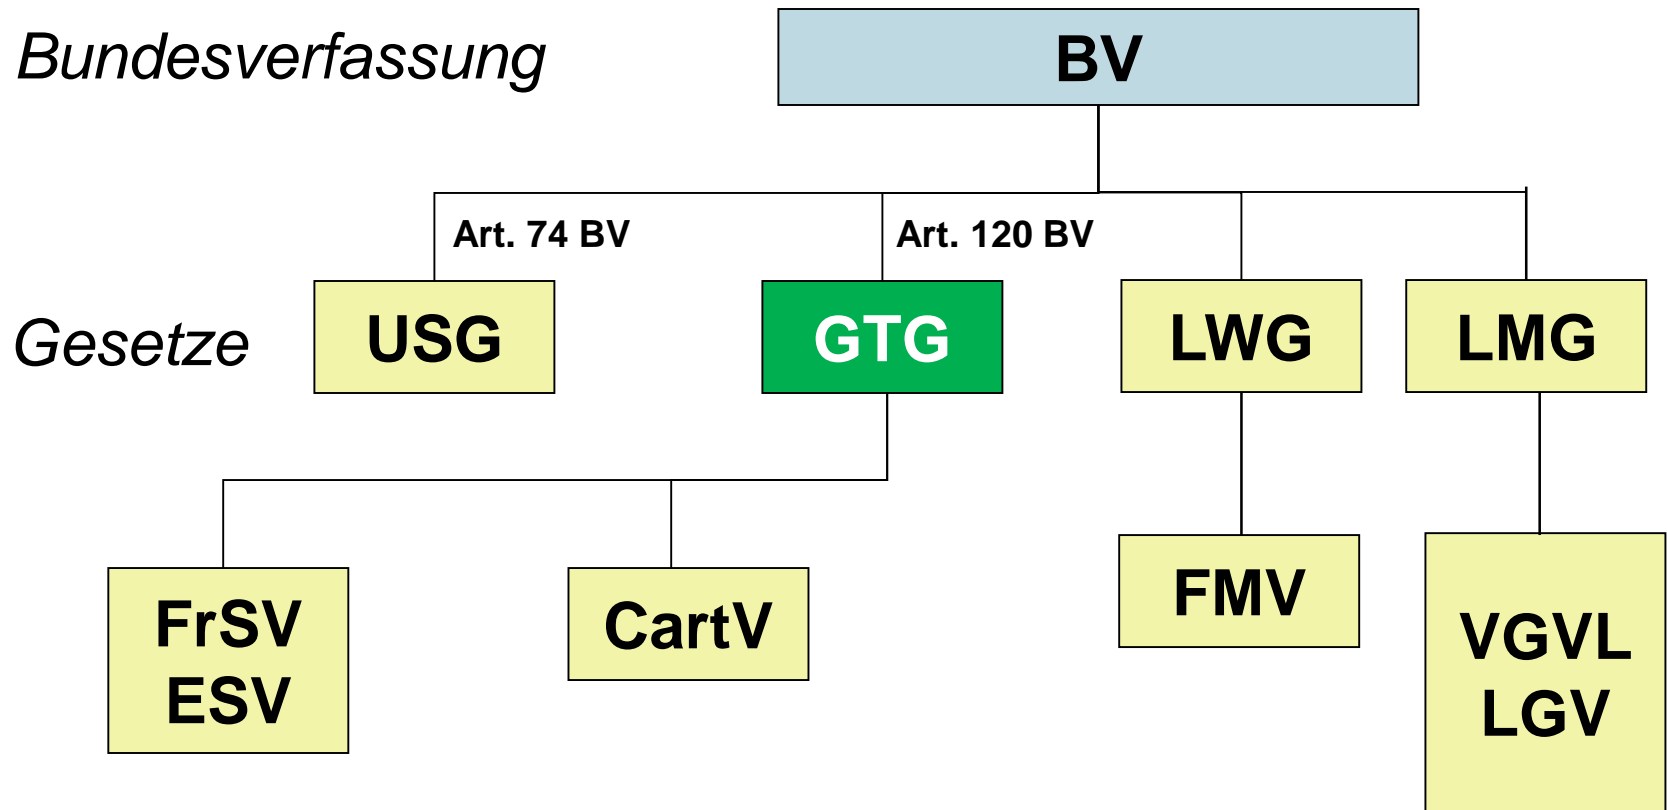 Bundesverfassung
BV
Art. 74 BV
Art. 120 BV
Gesetze
USG
GTG
LWG
LMG
FrSV
ESV
CartV
FMV
VGVL
LGV